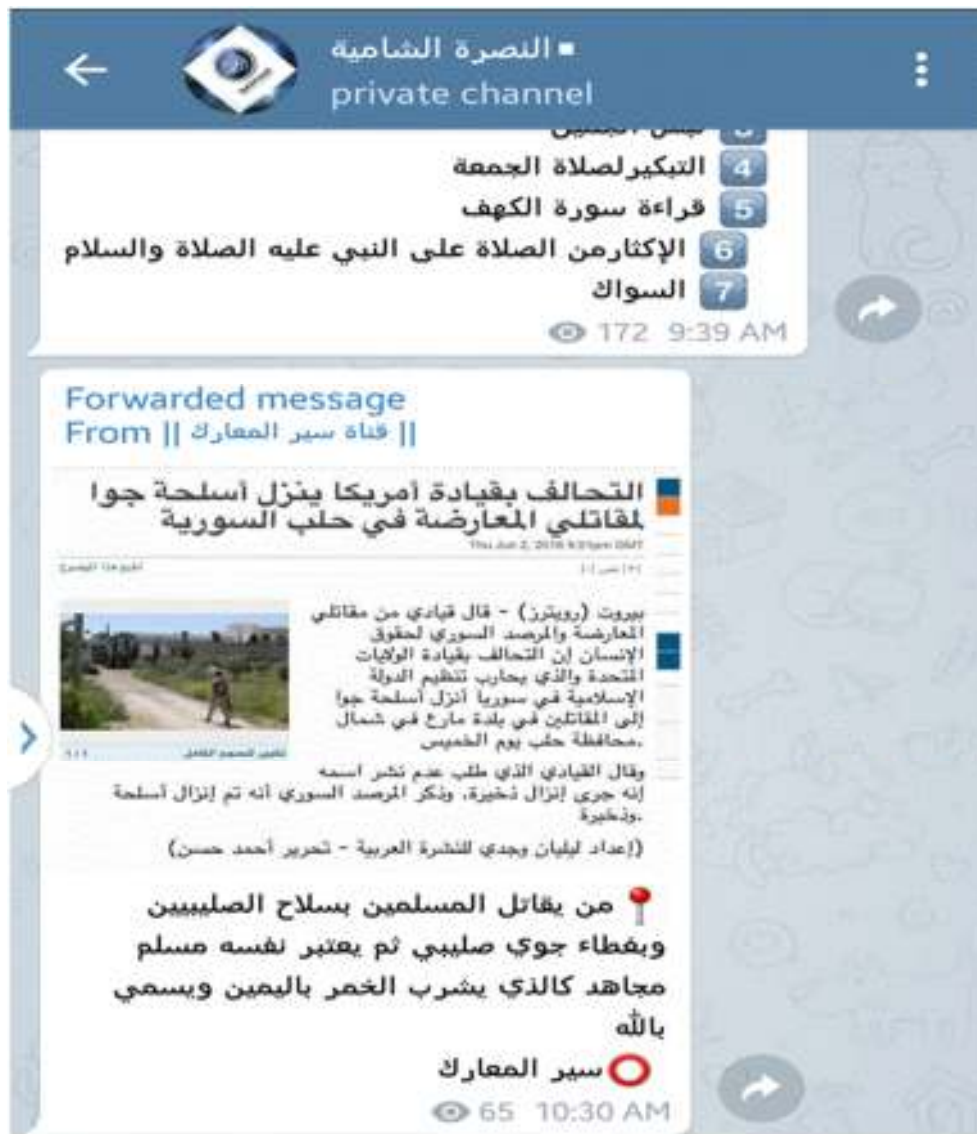 النصرة الشامية
private channel
4 التبكيرلصلاة الجمعة
5 قراءة سورة الكهف
6 الإكثارمن الصلاة على النبي عليه الصلاة والسلام
7 السواك
172 9:39 AM
Forwarded message
From || قناة سير المعارك ||
التحالف بقيادة أمريكا ينزل أسلحة جوا
لمقاتلي المعارضة في حلب السورية
بيروت (رويترز) - قال قيادي من مقاتلي
المعارضة والمرصد السوري لحقوق
الإنسان إن التحالف بقيادة الولايات
المتحدة والذي يحارب تنظيم الدولة
الإسلامية في سوريا أنزل أسلحة جوا
إلى المقاتلين في بلدة مارع في شمال
محافظة حلب يوم الخميس.
وقال القيادي الذي طلب عدم نشر اسمه
إنه جرى إنزال ذخيرة. وذكر المرصد السوري أنه تم إنزال أسلحة
وذخيرة.
(إعداد ليليان وجدي للنشرة العربية - تحرير أحمد حسن)
من يقاتل المسلمين بسلاح الصليبيين
وبغطاء جوي صليبي ثم يعتبر نفسه مسلم
مجاهد كالذي يشرب الخمر باليمين ويسمي
بالله
سير المعارك
65 10:30 AM